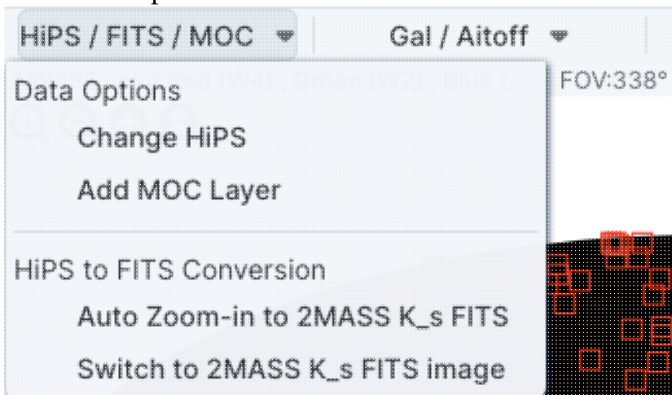 HiPS / FITS / MOC
Gal / Aitoff
FOV:338°
Data Options
Change HiPS
Add MOC Layer
HiPS to FITS Conversion
Auto Zoom-in to 2MASS K_s FITS
Switch to 2MASS K_s FITS image